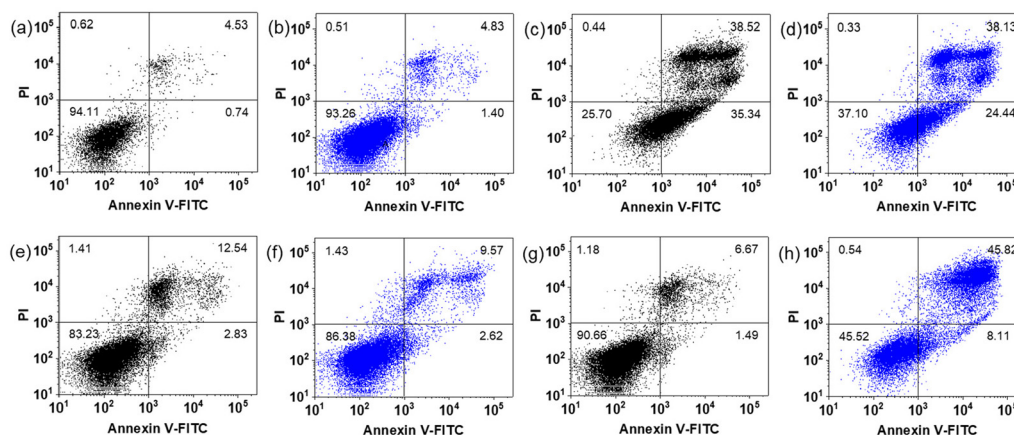 (a)
0.62 4.53
94.11 0.74
PI
10⁵
10⁴
10³
10²
10¹
10¹ 10² 10³ 10⁴ 10⁵
Annexin V-FITC
(b)
0.51 4.83
93.26 1.40
PI
10⁵
10⁴
10³
10²
10¹
10¹ 10² 10³ 10⁴ 10⁵
Annexin V-FITC
(c)
0.44 38.52
25.70 35.34
PI
10⁵
10⁴
10³
10²
10¹
10¹ 10² 10³ 10⁴ 10⁵
Annexin V-FITC
(d)
0.33 38.13
37.10 24.44
PI
10⁵
10⁴
10³
10²
10¹
10¹ 10² 10³ 10⁴ 10⁵
Annexin V-FITC
(e)
1.41 12.54
83.23 2.83
PI
10⁵
10⁴
10³
10²
10¹
10¹ 10² 10³ 10⁴ 10⁵
Annexin V-FITC
(f)
1.43 9.57
86.38 2.62
PI
10⁵
10⁴
10³
10²
10¹
10¹ 10² 10³ 10⁴ 10⁵
Annexin V-FITC
(g)
1.18 6.67
90.66 1.49
PI
10⁵
10⁴
10³
10²
10¹
10¹ 10² 10³ 10⁴ 10⁵
Annexin V-FITC
(h)
0.54 45.82
45.52 8.11
PI
10⁵
10⁴
10³
10²
10¹
10¹ 10² 10³ 10⁴ 10⁵
Annexin V-FITC